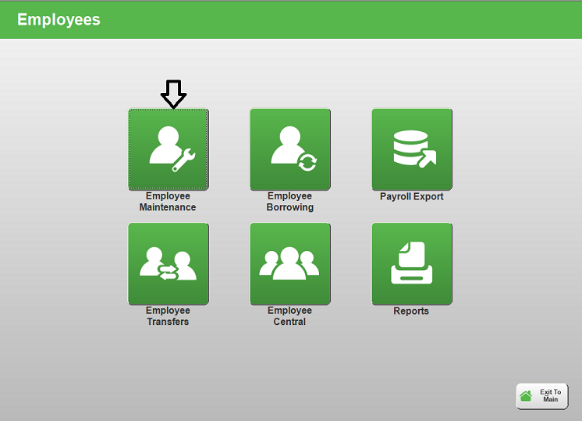 Employees
Employee
Maintenance
Employee
Borrowing
Payroll Export
Employee
Transfers
Employee
Central
Reports
Exit To
Main